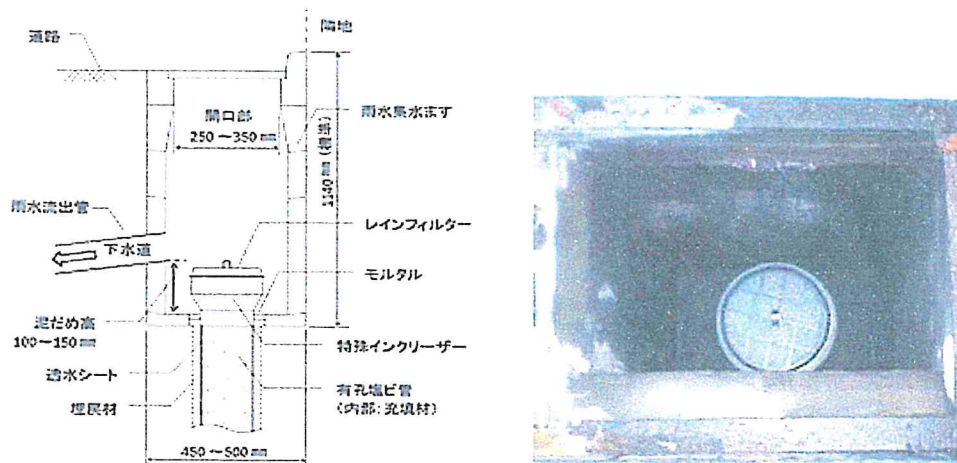 隣地
道路
開口部
250～350㎜
雨水集水ます
1140㎜
雨水流出管
下水道
レインフィルター
モルタル
泥だめ高
100～150㎜
特殊インクリーザー
透水シート
有孔塩ビ管
(内部:充填材)
埋戻材
450～500㎜